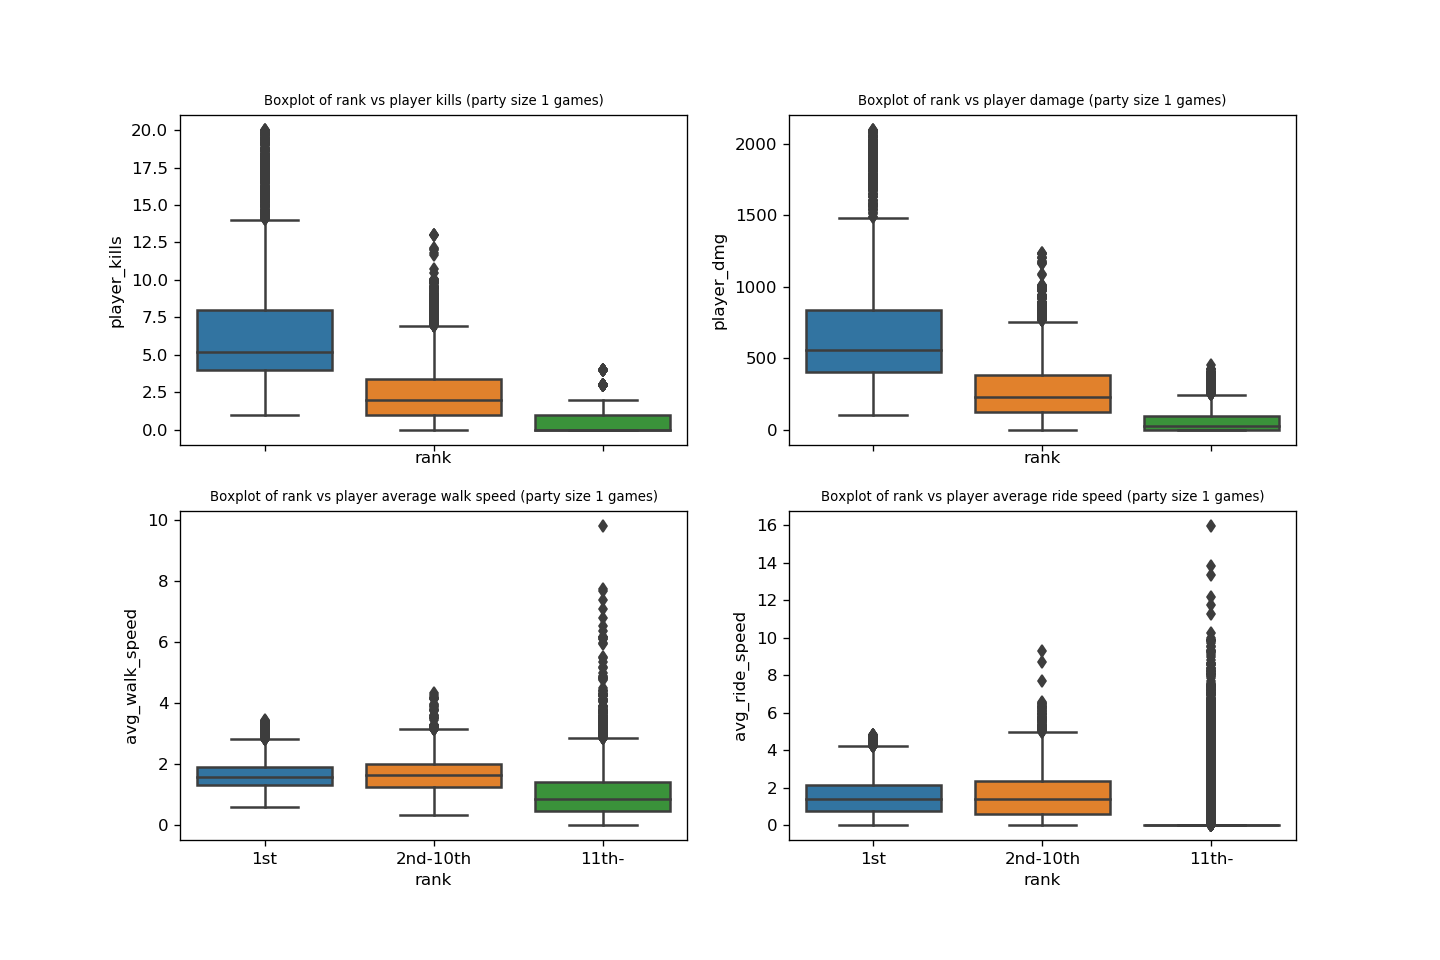 Boxplot of rank vs player kills (party size 1 games)
player_kills
20.0
17.5
15.0
12.5
10.0
7.5
5.0
2.5
0.0
rank
Boxplot of rank vs player damage (party size 1 games)
player_dmg
2000
1500
1000
500
0
rank
Boxplot of rank vs player average walk speed (party size 1 games)
avg_walk_speed
10
8
6
4
2
0
1st 2nd-10th 11th-
rank
Boxplot of rank vs player average ride speed (party size 1 games)
avg_ride_speed
16
14
12
10
8
6
4
2
0
1st 2nd-10th 11th-
rank